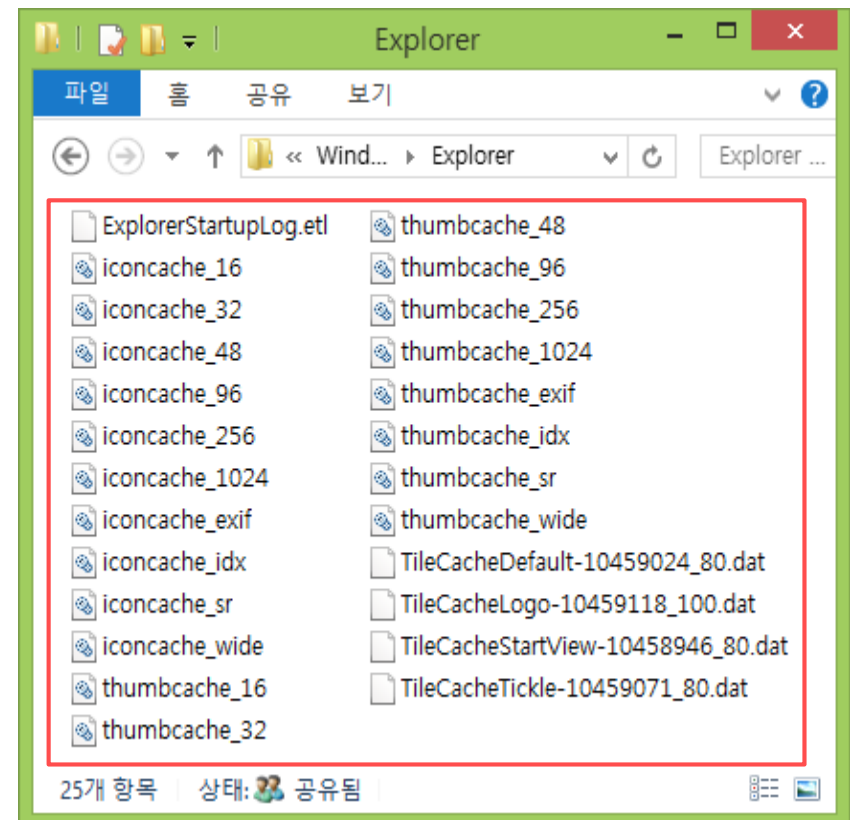 Explorer
파일 홈 공유 보기
« Wind... Explorer
Explorer ...
ExplorerStartupLog.etl
iconcache_16
iconcache_32
iconcache_48
iconcache_96
iconcache_256
iconcache_1024
iconcache_exif
iconcache_idx
iconcache_sr
iconcache_wide
thumbcache_16
thumbcache_32
thumbcache_48
thumbcache_96
thumbcache_256
thumbcache_1024
thumbcache_exif
thumbcache_idx
thumbcache_sr
thumbcache_wide
TileCacheDefault-10459024_80.dat
TileCacheLogo-10459118_100.dat
TileCacheStartView-10458946_80.dat
TileCacheTickle-10459071_80.dat
25개 항목 상태: 공유됨